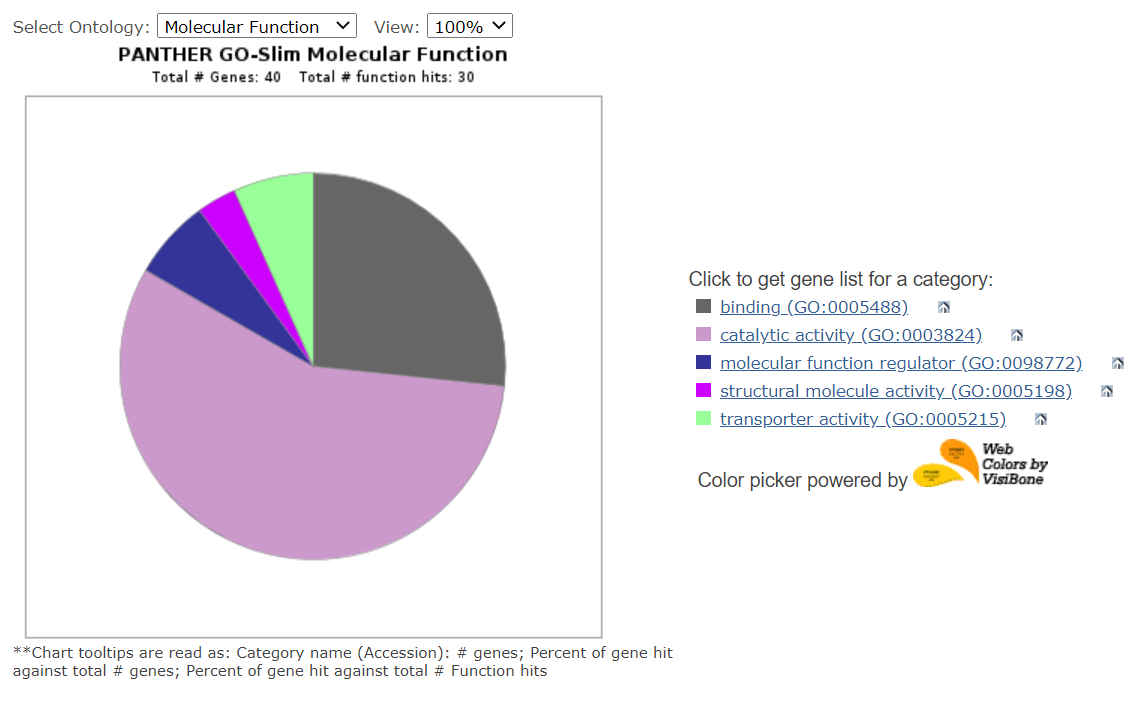 Select Ontology: Molecular Function View: 100%
PANTHER GO-Slim Molecular Function
Total # Genes: 40 Total # function hits: 30
Click to get gene list for a category:
binding (GO:0005488)
catalytic activity (GO:0003824)
molecular function regulator (GO:0098772)
structural molecule activity (GO:0005198)
transporter activity (GO:0005215)
Color picker powered by
Web
Colors by
VisiBone
**Chart tooltips are read as: Category name (Accession): # genes; Percent of gene hit
against total # genes; Percent of gene hit against total # Function hits